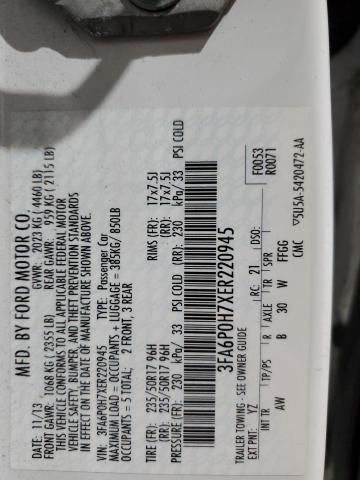 MFD. BY FORD MOTOR CO.
11/13 GVWR: 2023 KG ( 4460LB)
FRONT GAWR: 1068 KG ( 2355 LB) REAR GAWR: 959 KG ( 2115 LB)
THIS VEHICLE CONFORMS TO ALL APPLICABLE FEDERAL MOTOR
VEHICLE SAFETY, BUMPER, AND THEFT PREVENTION STANDARDS
IN EFFECT ON THE DATE OF MANUFACTURE SHOWN ABOVE.
VIN: 3FA6P0H7XER220945 TYPE: Passenger Car
MAXIMUM LOAD = OCCUPANTS + LUGGAGE = 385KG/ 850LB
OCCUPANTS = 5 TOTAL: 2 FRONT, 3 REAR
TIRE (FR): 235/50R17 96H RIMS (FR): 17x7.5J
TIRE (RR): 235/50R17 96H (RR): 17x7.5J
PRESSURE (FR): 230 kPa/ 33 PSI COLD (RR): 230 kPa/ 33 PSI COLD
3FA6P0H7XER220945
F0053
R0071
TRAILER TOWING - SEE OWNER GUIDE
EXT PNT: YZ RC: 21 DSO:
INT TR TP/PS R AXLE TR SPR
AW B 30 W FFGG
CMC ▽5U5A-5420472-AA